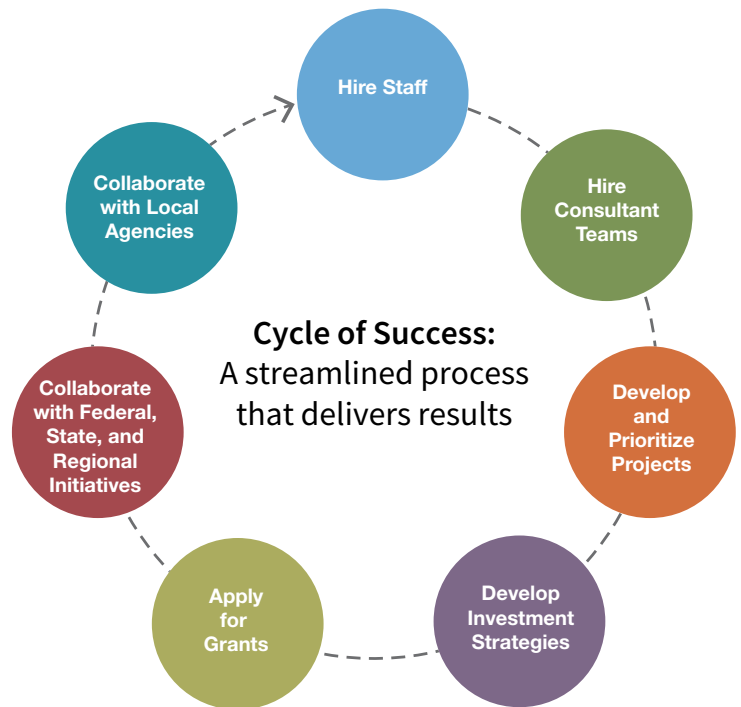 Hire Staff
Hire
Consultant
Teams
Develop
and
Prioritize
Projects
Develop
Investment
Strategies
Apply
for
Grants
Collaborate
with Federal,
State, and
Regional
Initiatives
Collaborate
with Local
Agencies
Cycle of Success:
A streamlined process
that delivers results